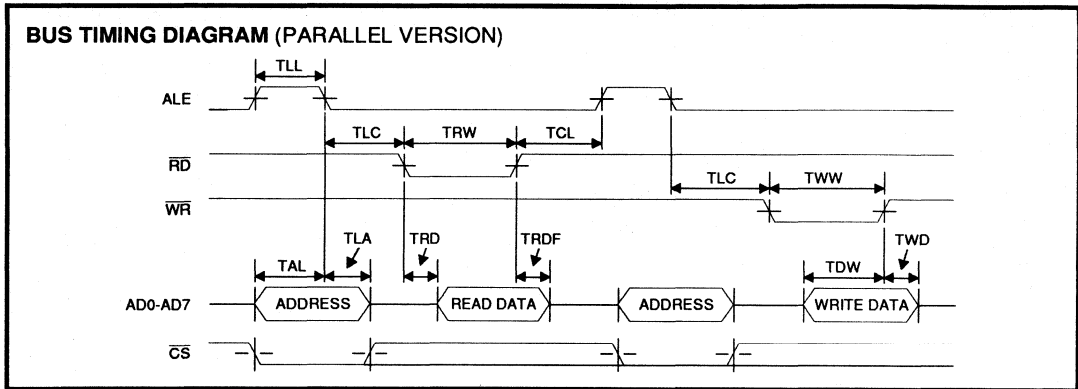 BUS TIMING DIAGRAM (PARALLEL VERSION)
TLL
ALE
TLC TRW TCL
RD
TLC TWW
WR
TLA TRD TRDF TWD
TAL TDW
AD0-AD7 ADDRESS READ DATA ADDRESS WRITE DATA
CS